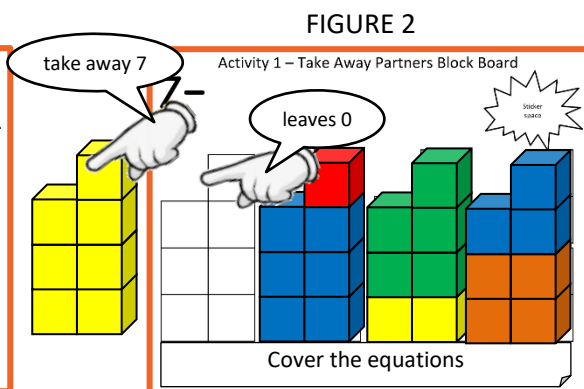 FIGURE 2
take away 7
Activity 1 – Take Away Partners Block Board
7-
leaves 0
Sticker
space
Cover the equations